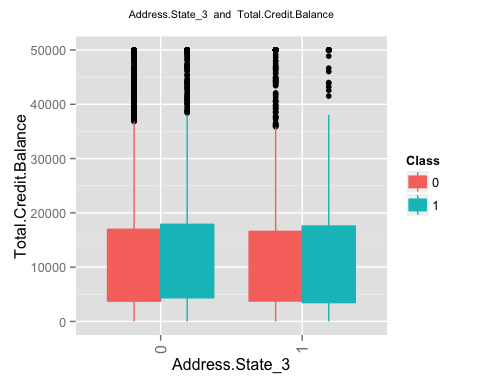 Address.State_3 and Total.Credit.Balance
Total.Credit.Balance
50000
40000
30000
20000
10000
0
0
1
Address.State_3
Class
0
1